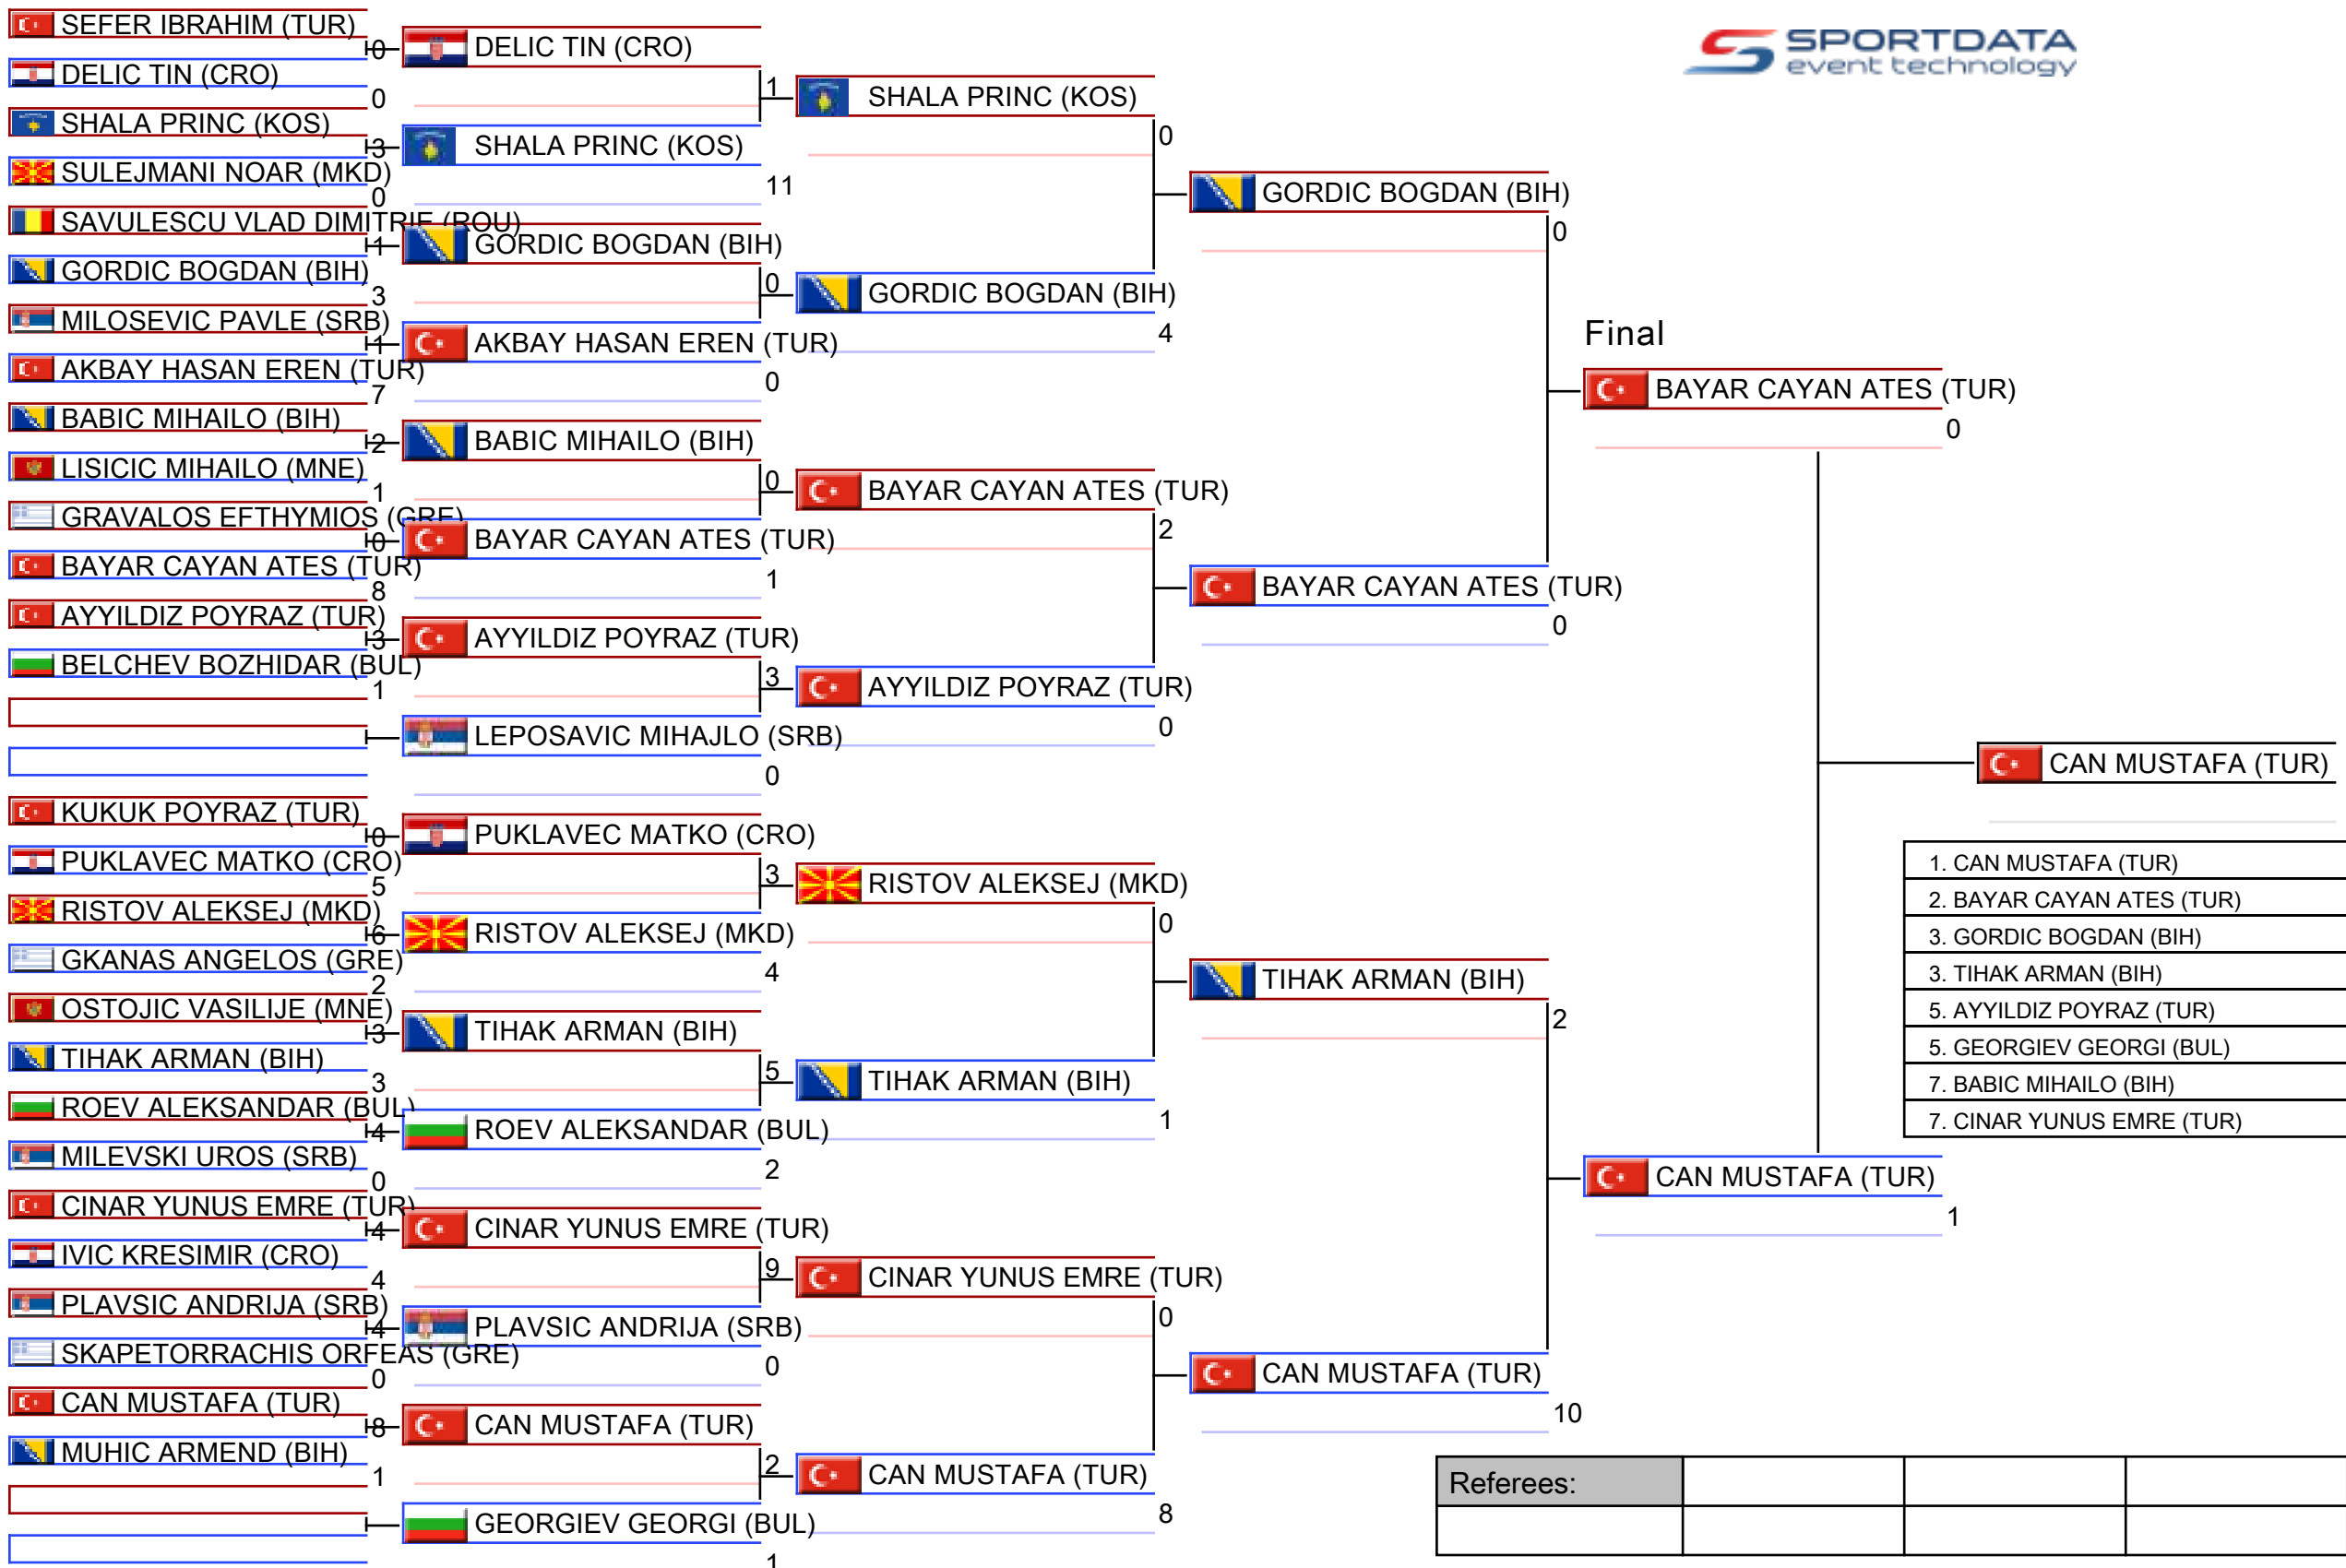 SPORTDATA
event technology
SEFER IBRAHIM (TUR)
0
DELIC TIN (CRO)
0
SHALA PRINC (KOS)
3
SULEJMANI NOAR (MKD)
0
SAVULESCU VLAD DIMITRIE (ROU)
1
GORDIC BOGDAN (BIH)
3
MILOSEVIC PAVLE (SRB)
1
AKBAY HASAN EREN (TUR)
7
BABIC MIHAILO (BIH)
2
LISICIC MIHAILO (MNE)
1
GRAVALOS EFTHYMIOS (GRE)
0
BAYAR CAYAN ATES (TUR)
8
AYYILDIZ POYRAZ (TUR)
3
BELCHEV BOZHIDAR (BUL)
1
KUKUK POYRAZ (TUR)
0
PUKLAVEC MATKO (CRO)
5
RISTOV ALEKSEJ (MKD)
6
GKANAS ANGELOS (GRE)
2
OSTOJIC VASILIJE (MNE)
3
TIHAK ARMAN (BIH)
3
ROEV ALEKSANDAR (BUL)
4
MILEVSKI UROS (SRB)
0
CINAR YUNUS EMRE (TUR)
4
IVIC KRESIMIR (CRO)
4
PLAVSIC ANDRIJA (SRB)
4
SKAPETORRACHIS ORFEAS (GRE)
0
CAN MUSTAFA (TUR)
8
MUHIC ARMEND (BIH)
1
DELIC TIN (CRO)
1
SHALA PRINC (KOS)
11
GORDIC BOGDAN (BIH)
0
AKBAY HASAN EREN (TUR)
0
BABIC MIHAILO (BIH)
0
BAYAR CAYAN ATES (TUR)
1
AYYILDIZ POYRAZ (TUR)
3
LEPOSAVIC MIHAJLO (SRB)
0
PUKLAVEC MATKO (CRO)
3
RISTOV ALEKSEJ (MKD)
4
TIHAK ARMAN (BIH)
5
ROEV ALEKSANDAR (BUL)
2
CINAR YUNUS EMRE (TUR)
9
PLAVSIC ANDRIJA (SRB)
0
CAN MUSTAFA (TUR)
2
GEORGIEV GEORGI (BUL)
1
SHALA PRINC (KOS)
0
GORDIC BOGDAN (BIH)
4
BAYAR CAYAN ATES (TUR)
2
AYYILDIZ POYRAZ (TUR)
0
RISTOV ALEKSEJ (MKD)
0
TIHAK ARMAN (BIH)
1
CINAR YUNUS EMRE (TUR)
0
CAN MUSTAFA (TUR)
8
GORDIC BOGDAN (BIH)
0
BAYAR CAYAN ATES (TUR)
0
TIHAK ARMAN (BIH)
2
CAN MUSTAFA (TUR)
10
Final
BAYAR CAYAN ATES (TUR)
0
CAN MUSTAFA (TUR)
1
CAN MUSTAFA (TUR)
1. CAN MUSTAFA (TUR)
2. BAYAR CAYAN ATES (TUR)
3. GORDIC BOGDAN (BIH)
3. TIHAK ARMAN (BIH)
5. AYYILDIZ POYRAZ (TUR)
5. GEORGIEV GEORGI (BUL)
7. BABIC MIHAILO (BIH)
7. CINAR YUNUS EMRE (TUR)
Referees: